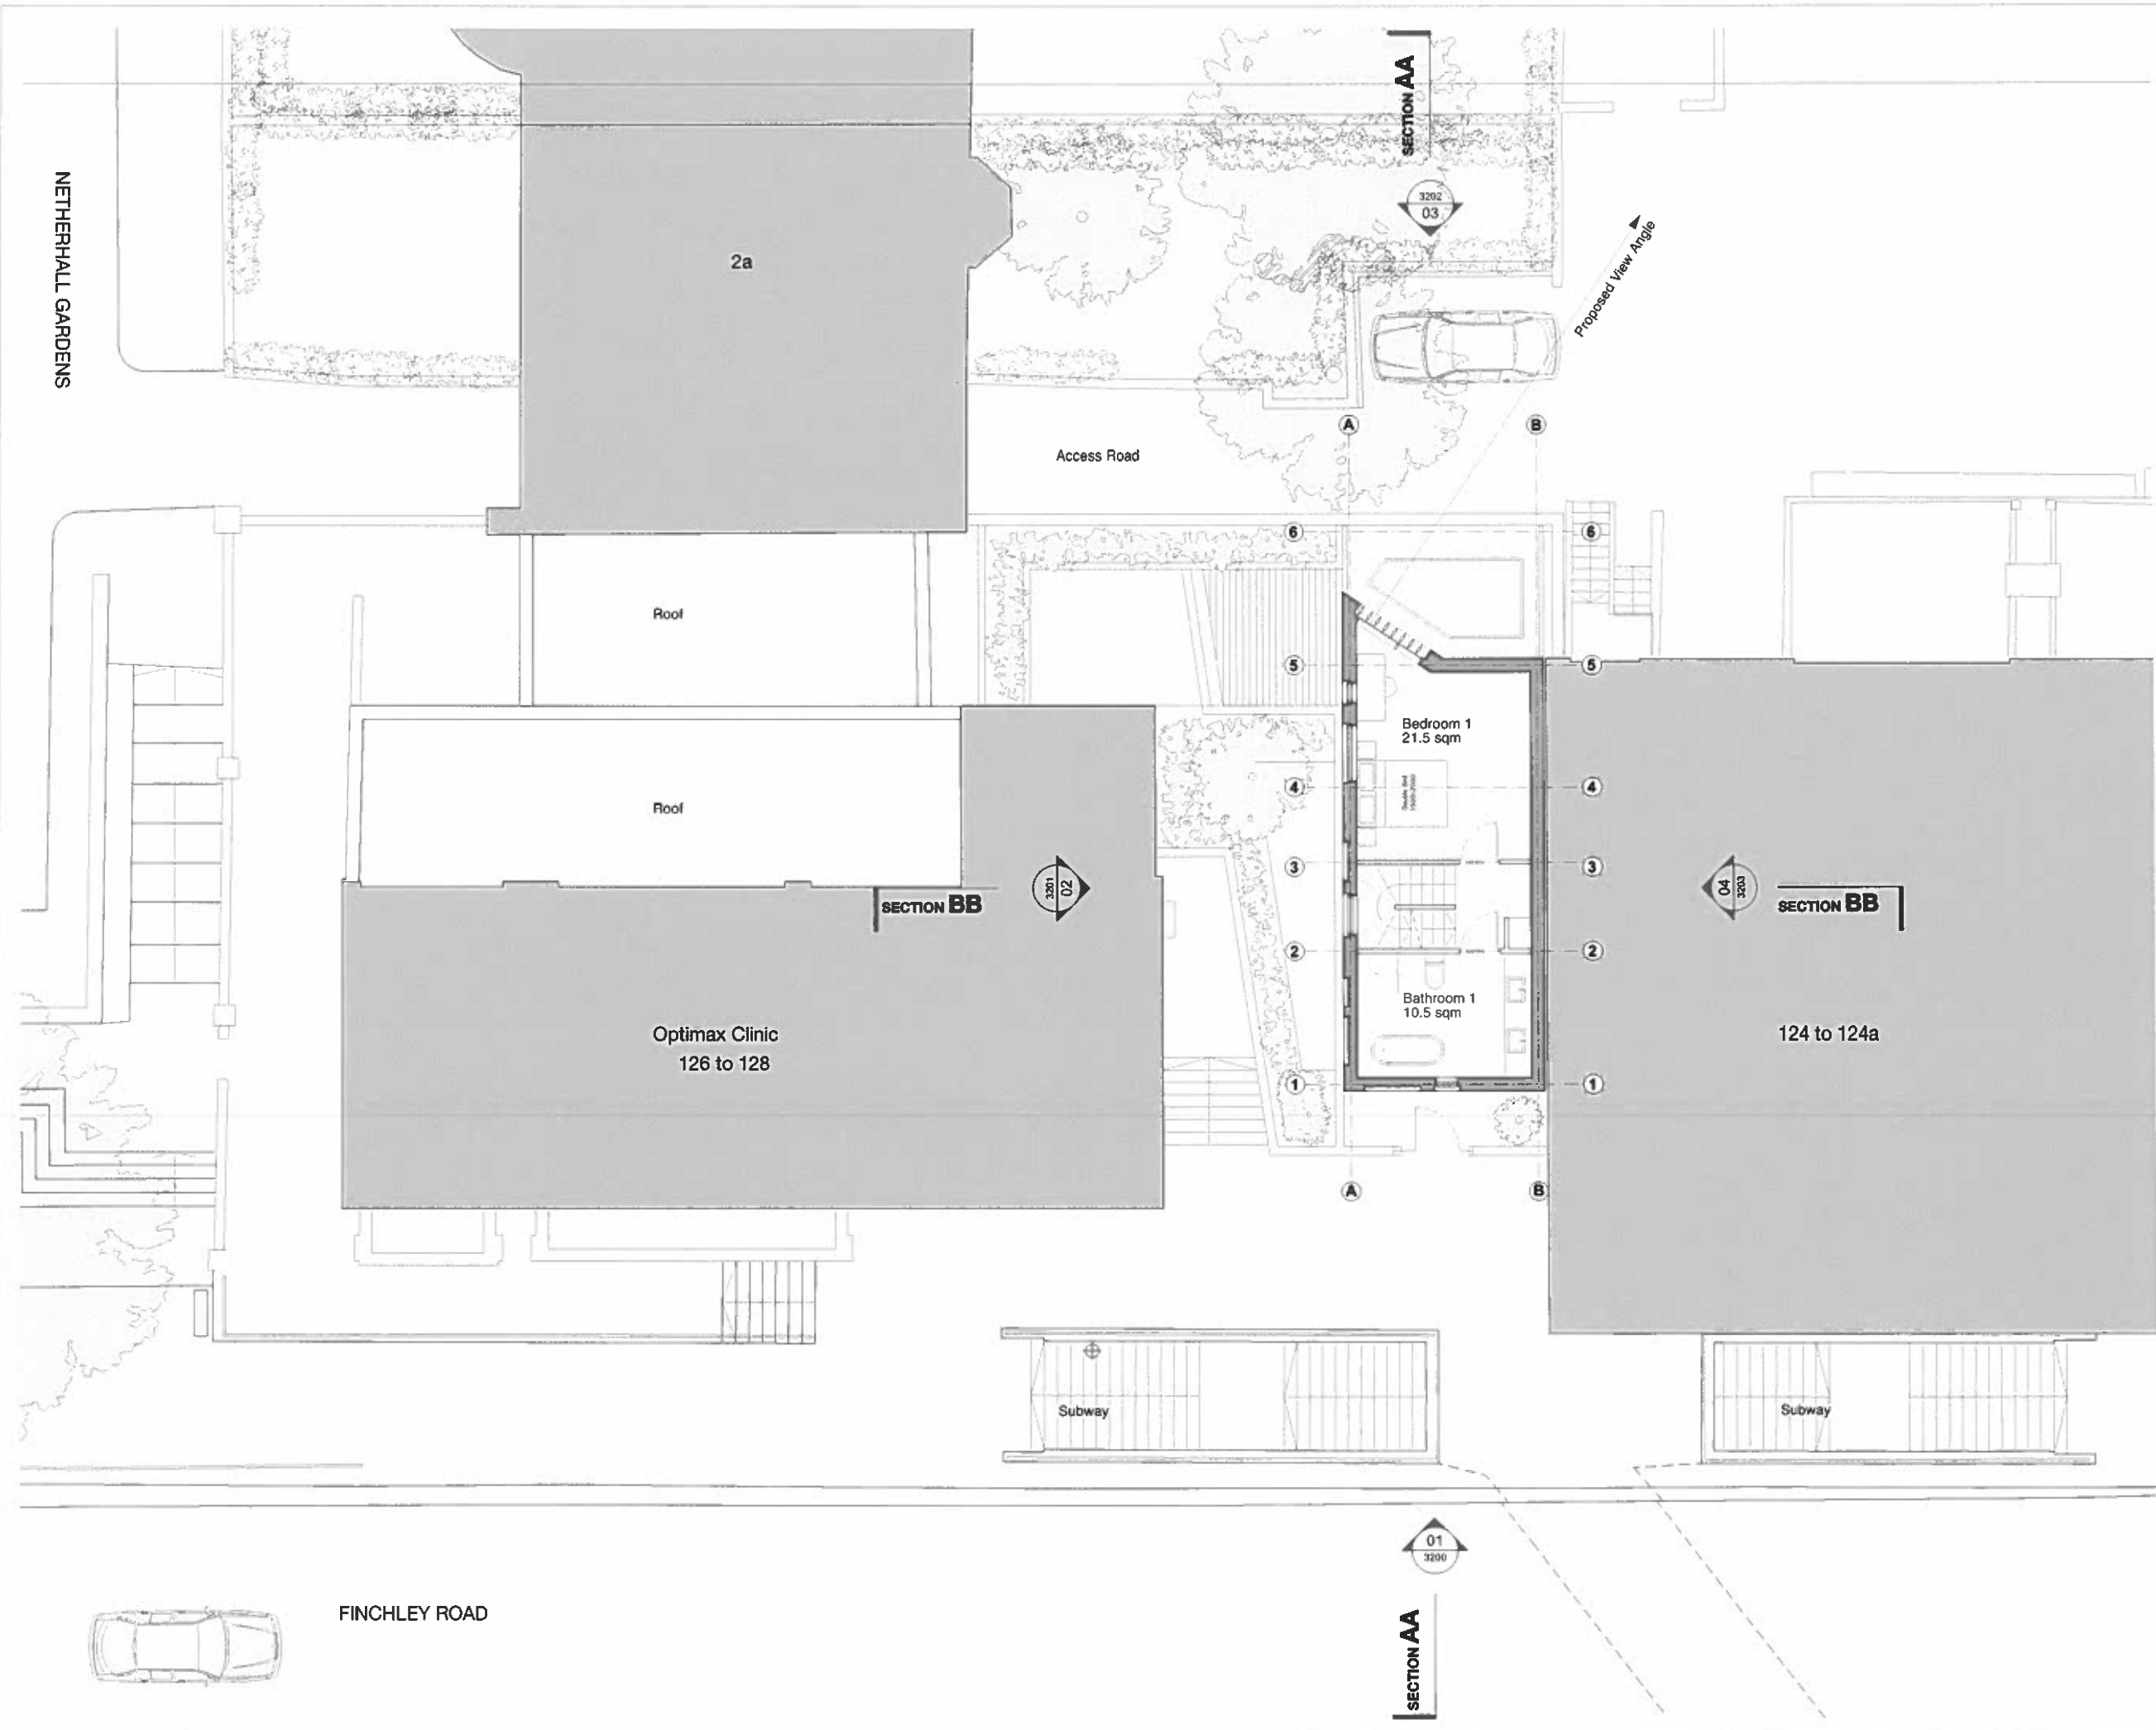 SECTION AA
3202
03
NETHERHALL GARDENS
2a
Proposed View Angle
A
B
Access Road
6
6
Roof
5
5
Bedroom 1
21.5 sqm
4
4
Double Bed
Roof
3
3
3201
02
04
3203
SECTION BB
SECTION BB
2
2
Bathroom 1
10.5 sqm
Optimax Clinic
126 to 128
124 to 124a
1
1
A
B
Subway
Subway
01
3200
FINCHLEY ROAD
SECTION AA